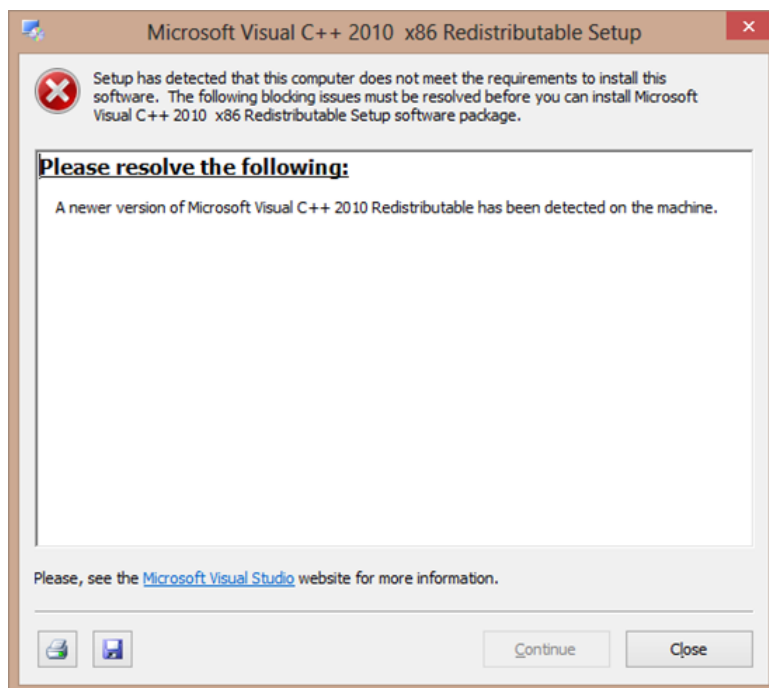 Microsoft Visual C++ 2010  x86 Redistributable Setup
Setup has detected that this computer does not meet the requirements to install this
software.  The following blocking issues must be resolved before you can install Microsoft
Visual C++ 2010  x86 Redistributable Setup software package.
Please resolve the following:
A newer version of Microsoft Visual C++ 2010 Redistributable has been detected on the machine.
Please, see the Microsoft Visual Studio website for more information.
Continue
Close